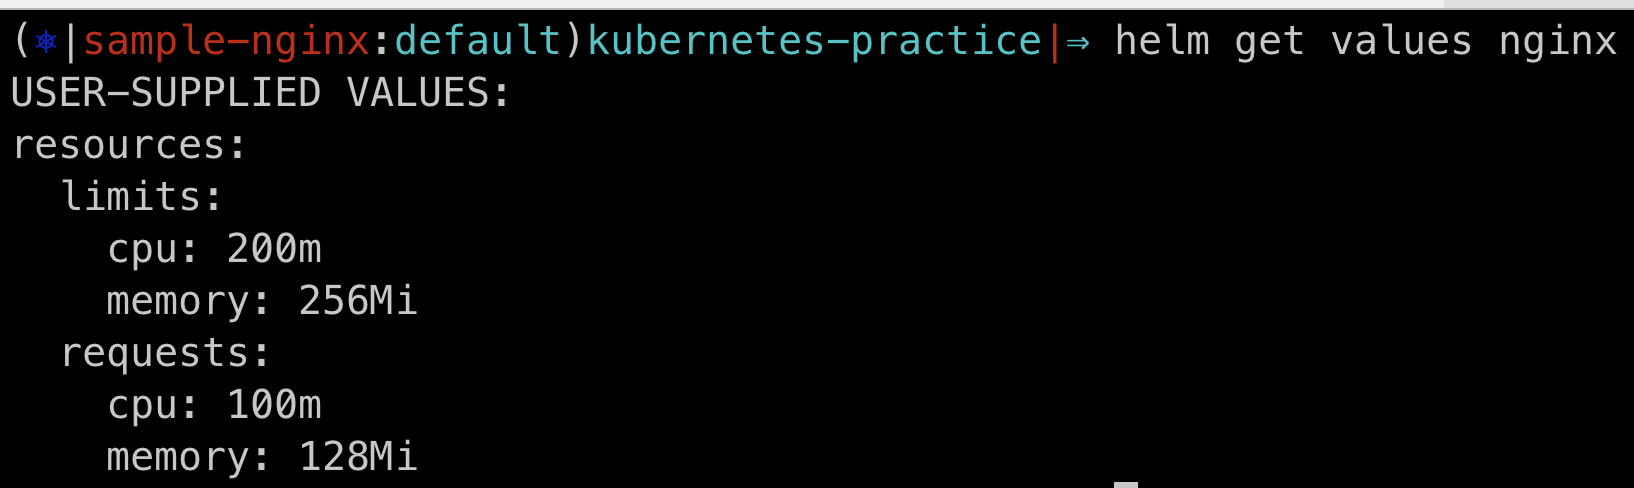 (⎈|sample-nginx:default)kubernetes-practice|⇒ helm get values nginx
USER-SUPPLIED VALUES:
resources:
  limits:
    cpu: 200m
    memory: 256Mi
  requests:
    cpu: 100m
    memory: 128Mi